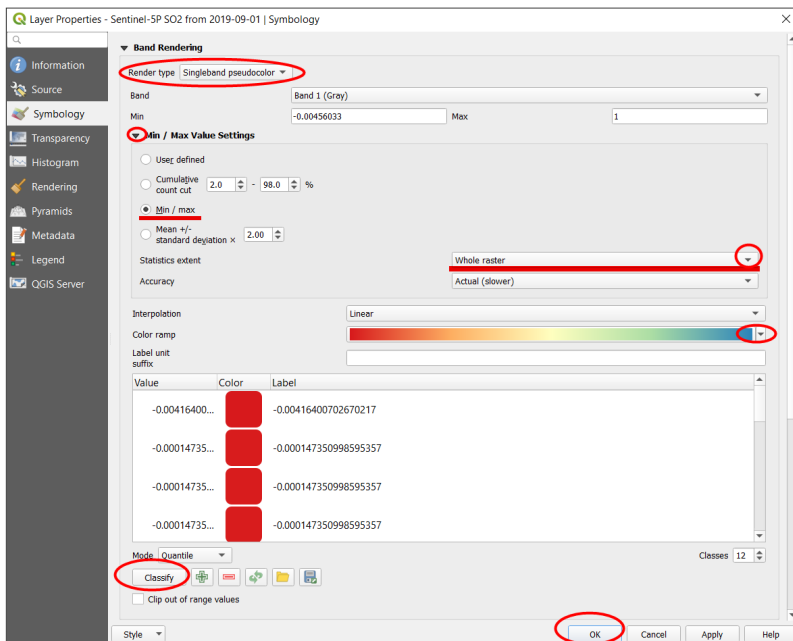 Layer Properties - Sentinel-5P SO2 from 2019-09-01 | Symbology
Information
Source
Symbology
Transparency
Histogram
Rendering
Pyramids
Metadata
Legend
QGIS Server
Band Rendering
Render type Singleband pseudocolor
Band Band 1 (Gray)
Min -0.00456033 Max 1
Min / Max Value Settings
User defined
Cumulative
count cut 2.0 - 98.0 %
Min / max
Mean +/-
standard deviation × 2.00
Statistics extent Whole raster
Accuracy Actual (slower)
Interpolation Linear
Color ramp
Label unit
suffix
Value Color Label
-0.00416400... -0.00416400702670217
-0.00014735... -0.000147350998595357
-0.00014735... -0.000147350998595357
-0.00014735... -0.000147350998595357
Mode Quantile Classes 12
Classify
Clip out of range values
Style OK Cancel Apply Help